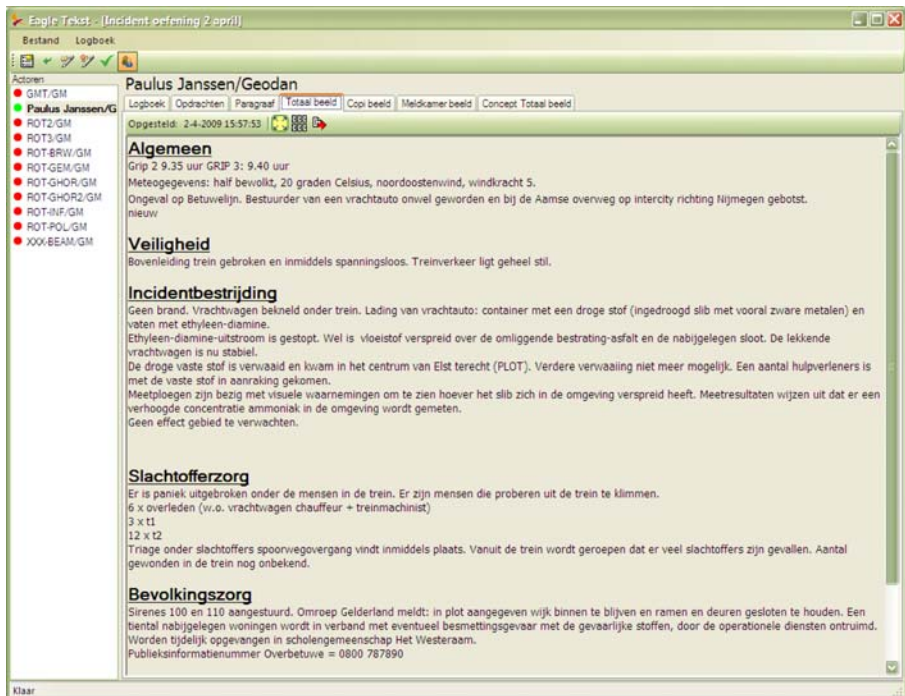 Eagle Tekst - [Incident oefening 2 april]
Bestand Logboek
Actoren
GMT/GM
Paulus Janssen/G
ROT2/GM
ROT3/GM
ROT-BRW/GM
ROT-GEM/GM
ROT-GHOR/GM
ROT-GHOR2/GM
ROT-INF/GM
ROT-POL/GM
XXX-BEAM/GM
Paulus Janssen/Geodan
Logboek Opdrachten Paragraaf Totaal beeld Copi beeld Meldkamer beeld Concept Totaal beeld
Opgesteld: 2-4-2009 15:57:53
Algemeen
Grip 2 9.35 uur GRIP 3: 9.40 uur
Meteogegevens: half bewolkt, 20 graden Celsius, noordoostenwind, windkracht 5.
Ongeval op Betuwelijn. Bestuurder van een vrachtauto onwel geworden en bij de Aamse overweg op intercity richting Nijmegen gebotst.
nieuw
Veiligheid
Bovenleiding trein gebroken en inmiddels spanningsloos. Treinverkeer ligt geheel stil.
Incidentbestrijding
Geen brand. Vrachtwagen bekneld onder trein. Lading van vrachtauto: container met een droge stof (ingedroogd slib met vooral zware metalen) en
vaten met ethyleen-diamine.
Ethyleen-diamine-uitstroom is gestopt. Wel is vloeistof verspreid over de omliggende bestrating-asfalt en de nabijgelegen sloot. De lekkende
vrachtwagen is nu stabiel.
De droge vaste stof is verwaaid en kwam in het centrum van Elst terecht (PLOT). Verdere verwaaiing niet meer mogelijk. Een aantal hulpverleners is
met de vaste stof in aanraking gekomen.
Meetploegen zijn bezig met visuele waarnemingen om te zien hoever het slib zich in de omgeving verspreid heeft. Meetresultaten wijzen uit dat er een
verhoogde concentratie ammoniak in de omgeving wordt gemeten.
Geen effect gebied te verwachten.
Slachtofferzorg
Er is paniek uitgebroken onder de mensen in de trein. Er zijn mensen die proberen uit de trein te klimmen.
6 x overleden (w.o. vrachtwagen chauffeur + treinmachinist)
3 x t1
12 x t2
Triage onder slachtoffers spoorwegovergang vindt inmiddels plaats. Vanuit de trein wordt geroepen dat er veel slachtoffers zijn gevallen. Aantal
gewonden in de trein nog onbekend.
Bevolkingszorg
Sirenes 100 en 110 aangestuurd. Omroep Gelderland meldt: in plot aangegeven wijk binnen te blijven en ramen en deuren gesloten te houden. Een
tiental nabijgelegen woningen wordt in verband met eventueel besmettingsgevaar met de gevaarlijke stoffen, door de operationele diensten ontruimd.
Worden tijdelijk opgevangen in scholengemeenschap Het Westeraam.
Publieksinformatienummer Overbetuwe = 0800 787890
Klaar